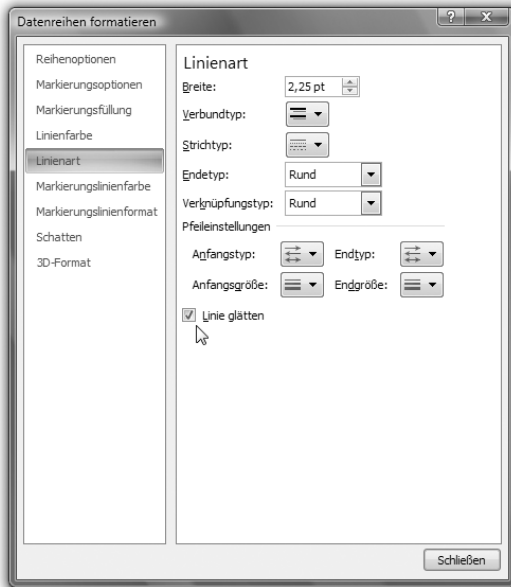 Datenreihen formatieren
Reihenoptionen
Markierungsoptionen
Markierungsfüllung
Linienfarbe
Linienart
Markierungslinienfarbe
Markierungslinienformat
Schatten
3D-Format
Linienart
Breite: 2,25 pt
Verbundtyp:
Strichtyp:
Endetyp: Rund
Verknüpfungstyp: Rund
Pfeileinstellungen
Anfangstyp: Endtyp:
Anfangsgröße: Endgröße:
Linie glätten
Schließen